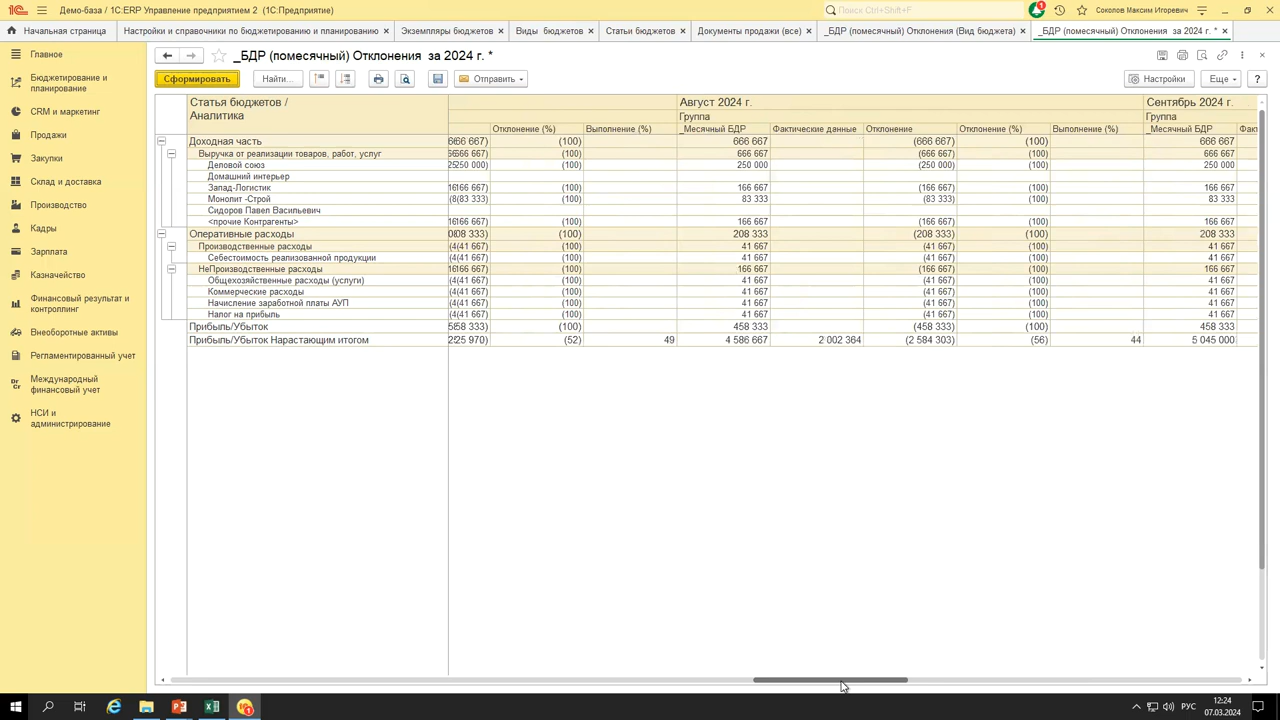 Демо-база / 1С:ERP Управление предприятием 2 (1С:Предприятие)
Поиск Ctrl+Shift+F
1
Соколов Максим Игоревич
Начальная страница
Настройки и справочники по бюджетированию и планированию
Экземпляры бюджетов
Виды бюджетов
Статьи бюджетов
Документы продажи (все)
_БДР (помесячный) Отклонения (Вид бюджета)
_БДР (помесячный) Отклонения за 2024 г. *
Главное
Бюджетирование и
планирование
CRM и маркетинг
Продажи
Закупки
Склад и доставка
Производство
Кадры
Зарплата
Казначейство
Финансовый результат и
контроллинг
Внеоборотные активы
Регламентированный учет
Международный
финансовый учет
НСИ и
администрирование
_БДР (помесячный) Отклонения за 2024 г. *
Сформировать
Найти...
Отправить
Настройки
Еще
?
Статья бюджетов /
Аналитика
Август 2024 г.
Сентябрь 2024 г.
Группа
Группа
Отклонение (%) Выполнение (%) _Месячный БДР Фактические данные Отклонение Отклонение (%) Выполнение (%) _Месячный БДР
Доходная часть (100) 666 667 (666 667) (100) 666 667
Выручка от реализации товаров, работ, услуг (100) 666 667 (666 667) (100) 666 667
Деловой союз (100) 250 000 (250 000) (100) 250 000
Домашний интерьер
Запад-Логистик (100) 166 667 (166 667) (100) 166 667
Монолит -Строй (100) 83 333 (83 333) (100) 83 333
Сидоров Павел Васильевич
<прочие Контрагенты> (100) 166 667 (166 667) (100) 166 667
Оперативные расходы (100) 208 333 (208 333) (100) 208 333
Производственные расходы (100) 41 667 (41 667) (100) 41 667
Себестоимость реализованной продукции (100) 41 667 (41 667) (100) 41 667
НеПроизводственные расходы (100) 166 667 (166 667) (100) 166 667
Общехозяйственные расходы (услуги) (100) 41 667 (41 667) (100) 41 667
Коммерческие расходы (100) 41 667 (41 667) (100) 41 667
Начисление заработной платы АУП (100) 41 667 (41 667) (100) 41 667
Налог на прибыль (100) 41 667 (41 667) (100) 41 667
Прибыль/Убыток (100) 458 333 (458 333) (100) 458 333
Прибыль/Убыток Нарастающим итогом (52) 49 4 586 667 2 002 364 (2 584 303) (56) 44 5 045 000
РУС
12:24
07.03.2024